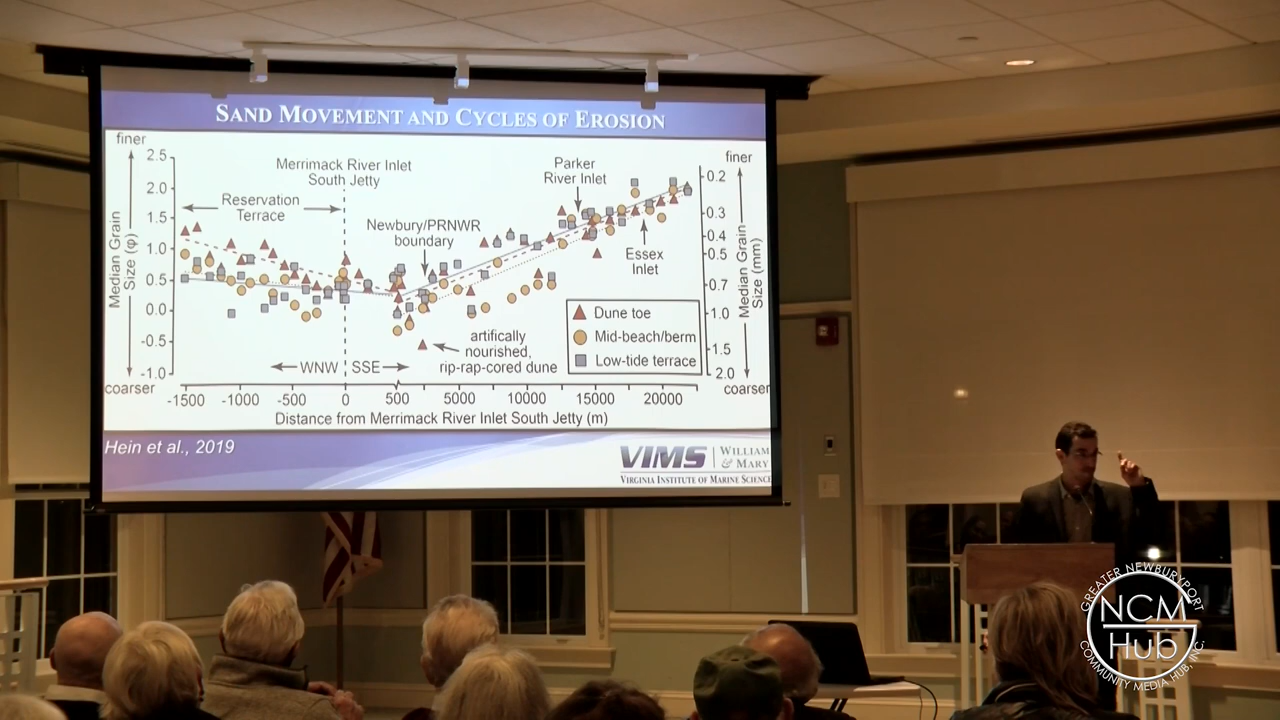 SAND MOVEMENT AND CYCLES OF EROSION
finer
2.5
2.0
1.5
1.0
0.5
0.0
-0.5
-1.0
coarser
Median Grain
Size (φ)
Merrimack River Inlet
South Jetty
Reservation
Terrace
Newbury/PRNWR
boundary
Parker
River Inlet
Essex
Inlet
artifically
nourished,
rip-rap-cored dune
WNW
SSE
Dune toe
Mid-beach/berm
Low-tide terrace
finer
0.2
0.3
0.4
0.5
0.7
1.0
1.5
2.0
coarser
Median Grain
Size (mm)
-1500 -1000 -500 0 500 5000 10000 15000 20000
Distance from Merrimack River Inlet South Jetty (m)
Hein et al., 2019
VIMS
WILLIAM
& MARY
VIRGINIA INSTITUTE OF MARINE SCIENCE
GREATER NEWBURYPORT
NCM
Hub
COMMUNITY MEDIA HUB, INC.